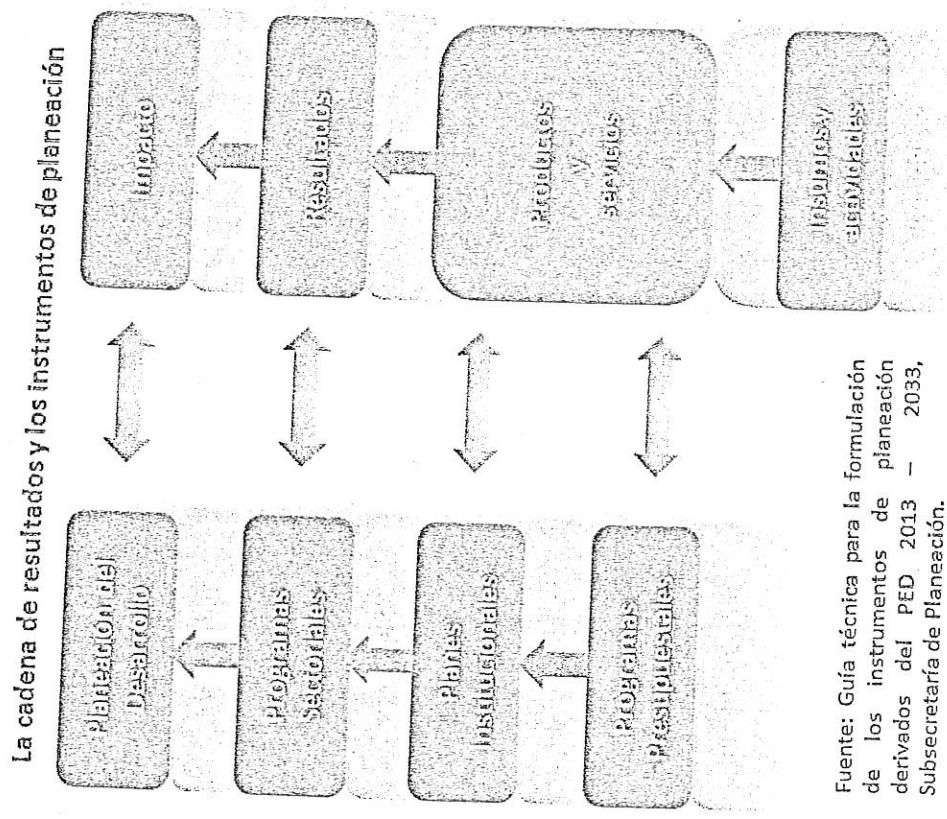 La cadena de resultados y los instrumentos de planeación
Planeación del
Desarrollo
Programas
Sectoriales
Planes
Institucionales
Programas
Presupuestales
Impacto
Resultados
Productos
y
servicios
Insumos y
actividades
Fuente: Guía técnica para la formulación
de los instrumentos de planeación
derivados del PED 2013 — 2033,
Subsecretaría de Planeación.